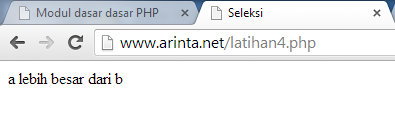 Modul dasar dasar PHP
Seleksi
www.arinta.net/latihan4.php
a lebih besar dari b